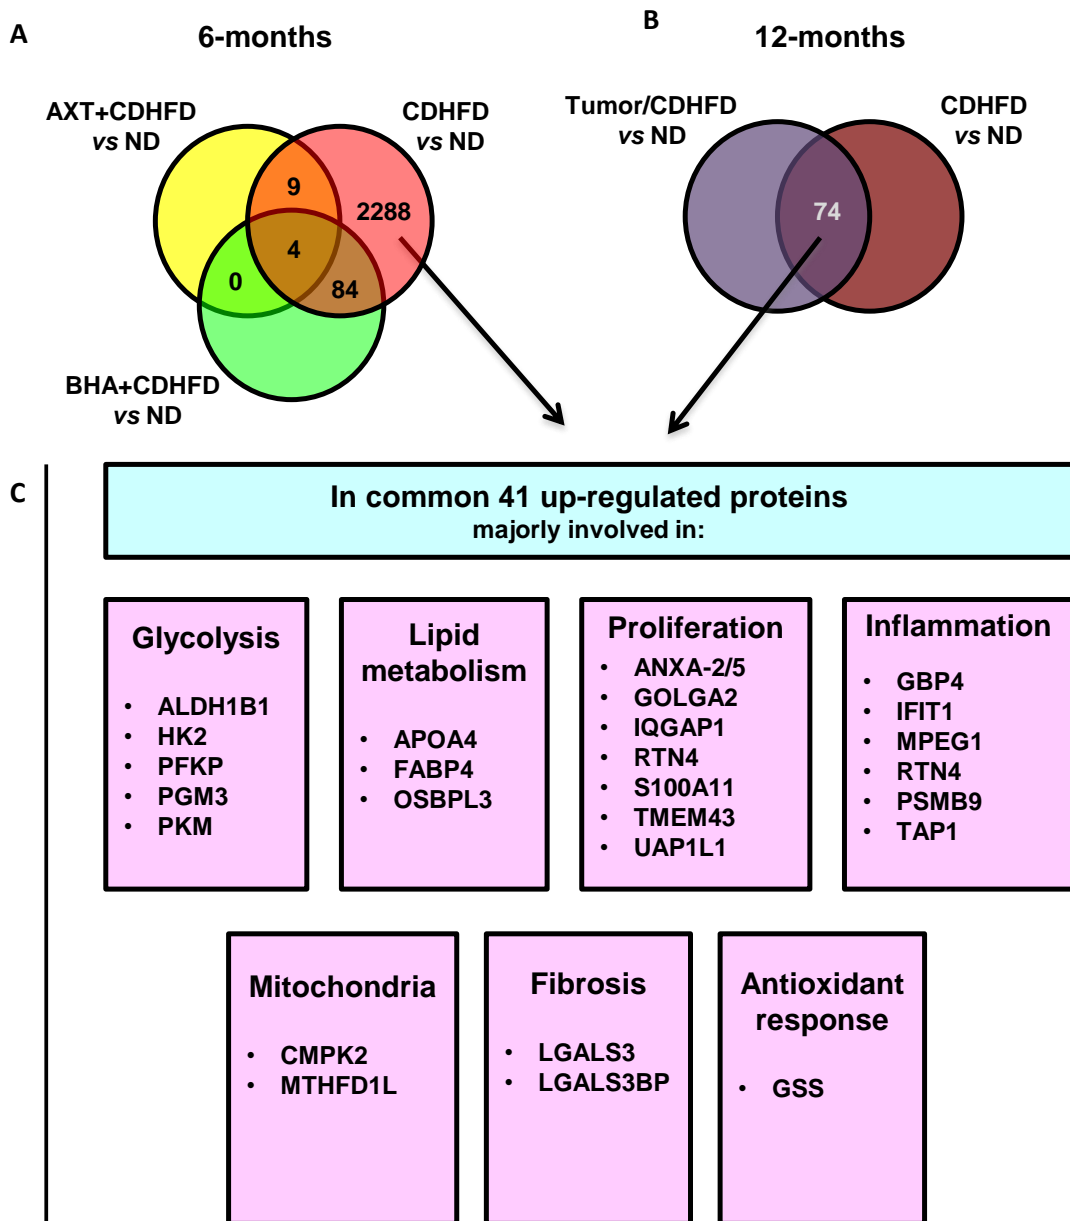 A
6-months
AXT+CDHFD
vs ND
CDHFD
vs ND
9
2288
4
0
84
BHA+CDHFD
vs ND
B
12-months
Tumor/CDHFD
vs ND
CDHFD
vs ND
74
C
In common 41 up-regulated proteins
majorly involved in:
Glycolysis
• ALDH1B1
• HK2
• PFKP
• PGM3
• PKM
Lipid
metabolism
• APOA4
• FABP4
• OSBPL3
Proliferation
• ANXA-2/5
• GOLGA2
• IQGAP1
• RTN4
• S100A11
• TMEM43
• UAP1L1
Inflammation
• GBP4
• IFIT1
• MPEG1
• RTN4
• PSMB9
• TAP1
Mitochondria
• CMPK2
• MTHFD1L
Fibrosis
• LGALS3
• LGALS3BP
Antioxidant
response
• GSS